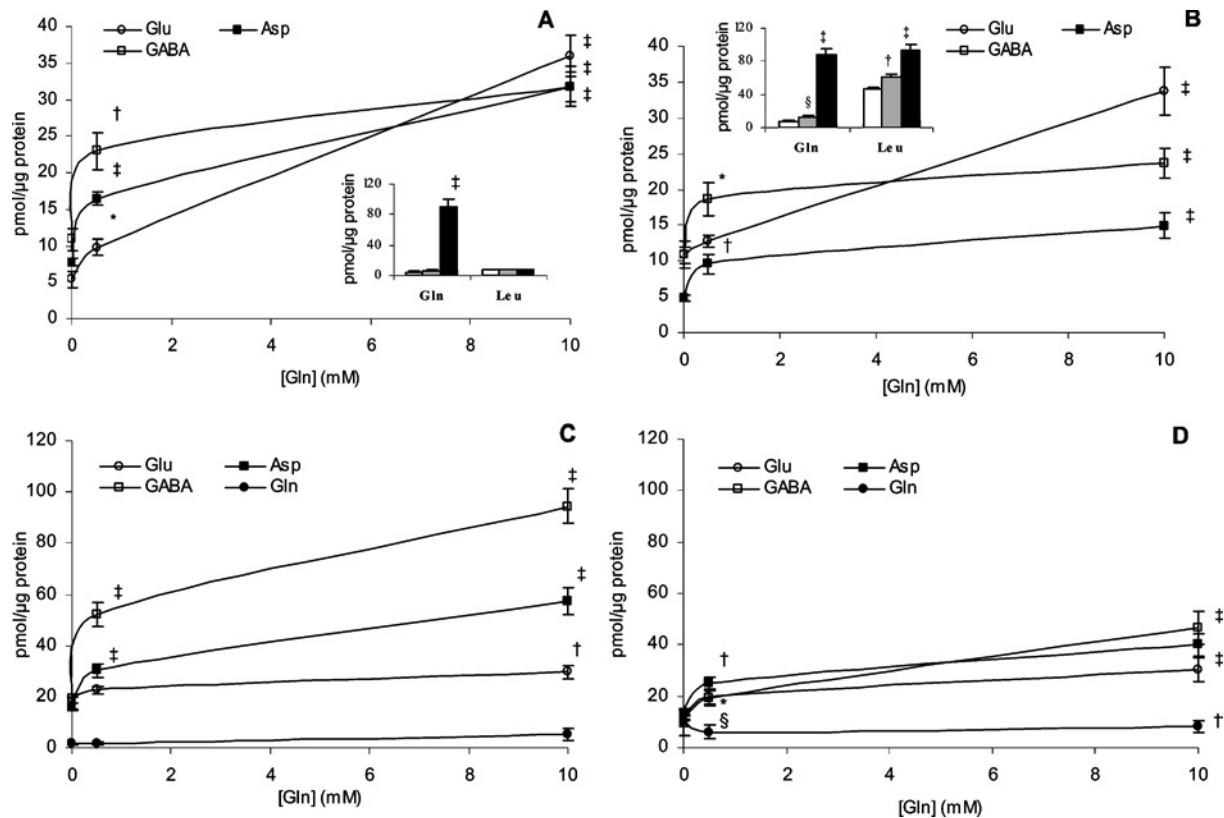 A
Glu
Asp
GABA
40
35
30
25
20
15
10
5
0
pmol/µg protein
0 2 4 6 8 10
[Gln] (mM)
‡
‡
‡
†
‡
*
120
80
40
0
pmol/µg protein
‡
Gln Leu
B
Glu
Asp
GABA
40
35
30
25
20
15
10
5
0
pmol/µg protein
0 2 4 6 8 10
[Gln] (mM)
‡
‡
‡
*
†
120
80
40
0
pmol/µg protein
§
‡
†
‡
Gln Leu
C
Glu Asp
GABA Gln
120
100
80
60
40
20
0
pmol/µg protein
0 2 4 6 8 10
[Gln] (mM)
‡
‡
†
‡
‡
D
Glu Asp
GABA Gln
120
100
80
60
40
20
0
pmol/µg protein
0 2 4 6 8 10
[Gln] (mM)
‡
‡
†
†
*
§